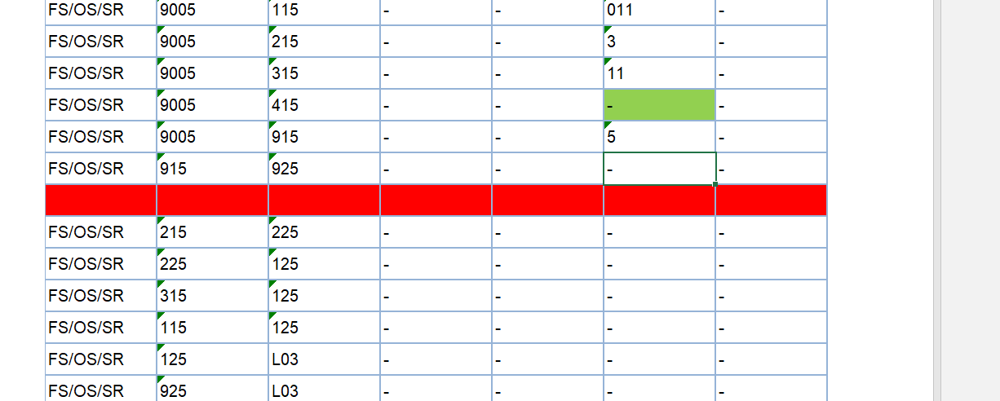 FS/OS/SR 9005 115 - - 011 -
FS/OS/SR 9005 215 - - 3 -
FS/OS/SR 9005 315 - - 11 -
FS/OS/SR 9005 415 - - - -
FS/OS/SR 9005 915 - - 5 -
FS/OS/SR 915 925 - - - -
FS/OS/SR 215 225 - - - -
FS/OS/SR 225 125 - - - -
FS/OS/SR 315 125 - - - -
FS/OS/SR 115 125 - - - -
FS/OS/SR 125 L03 - - - -
FS/OS/SR 925 L03 - - - -